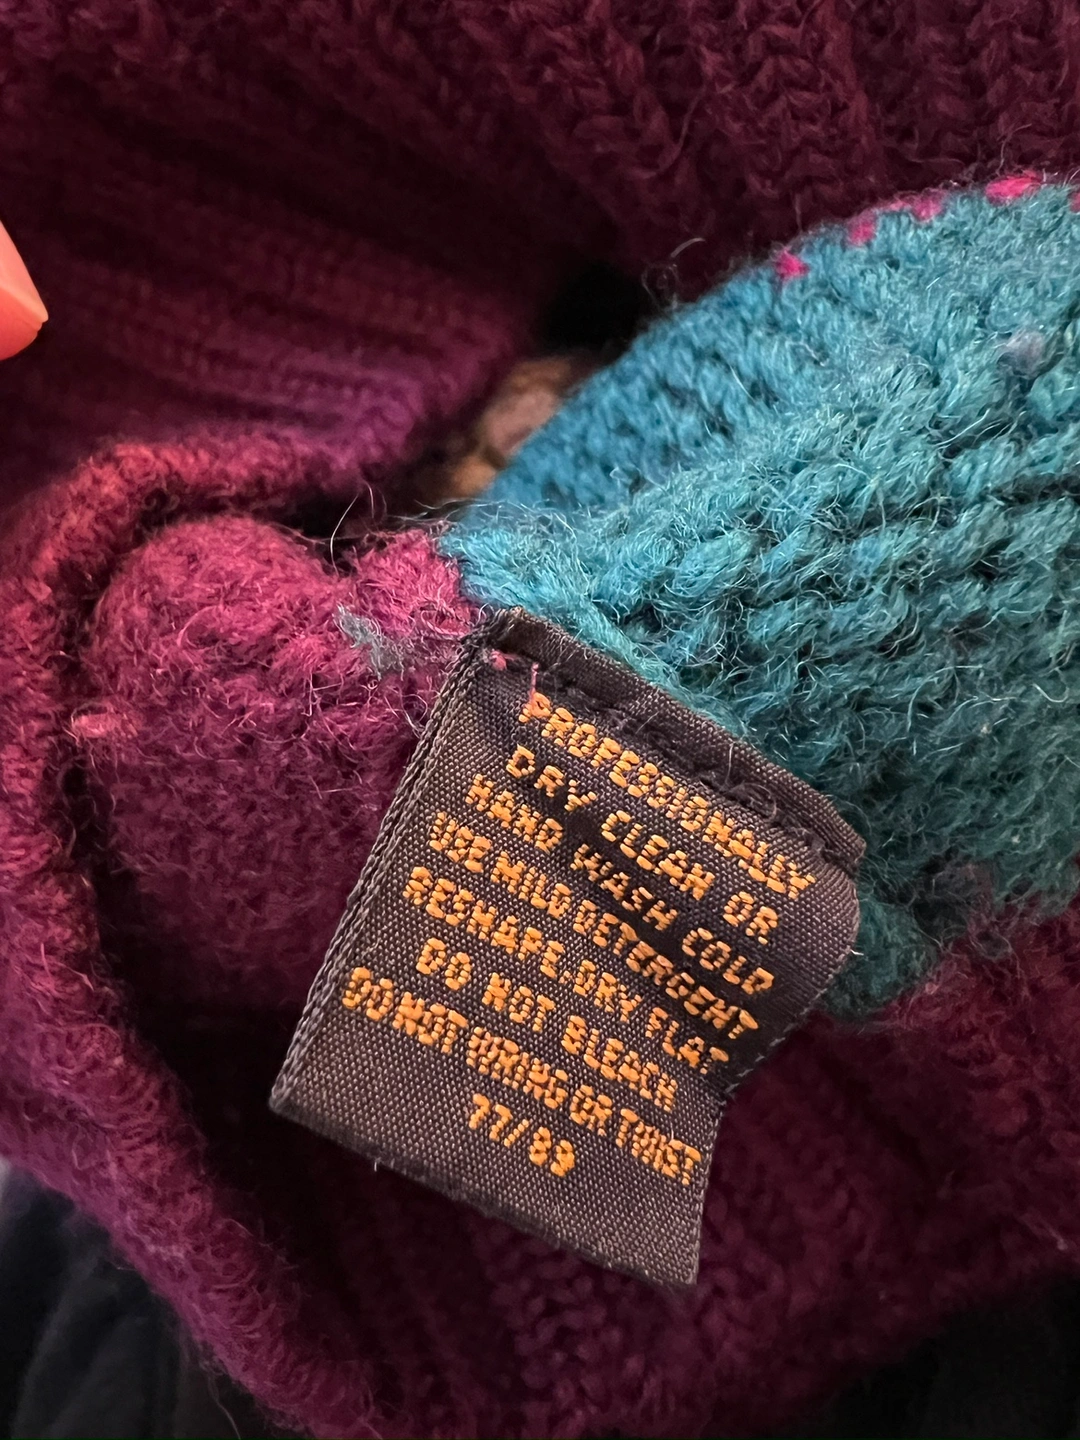 PROFESSIONALLY
DRY CLEAN OR
HAND WASH COLD
USE MILD DETERGENT
RESHAPE.DRY FLAT
DO NOT BLEACH
DO NOT WRING OR TWIST
77/89